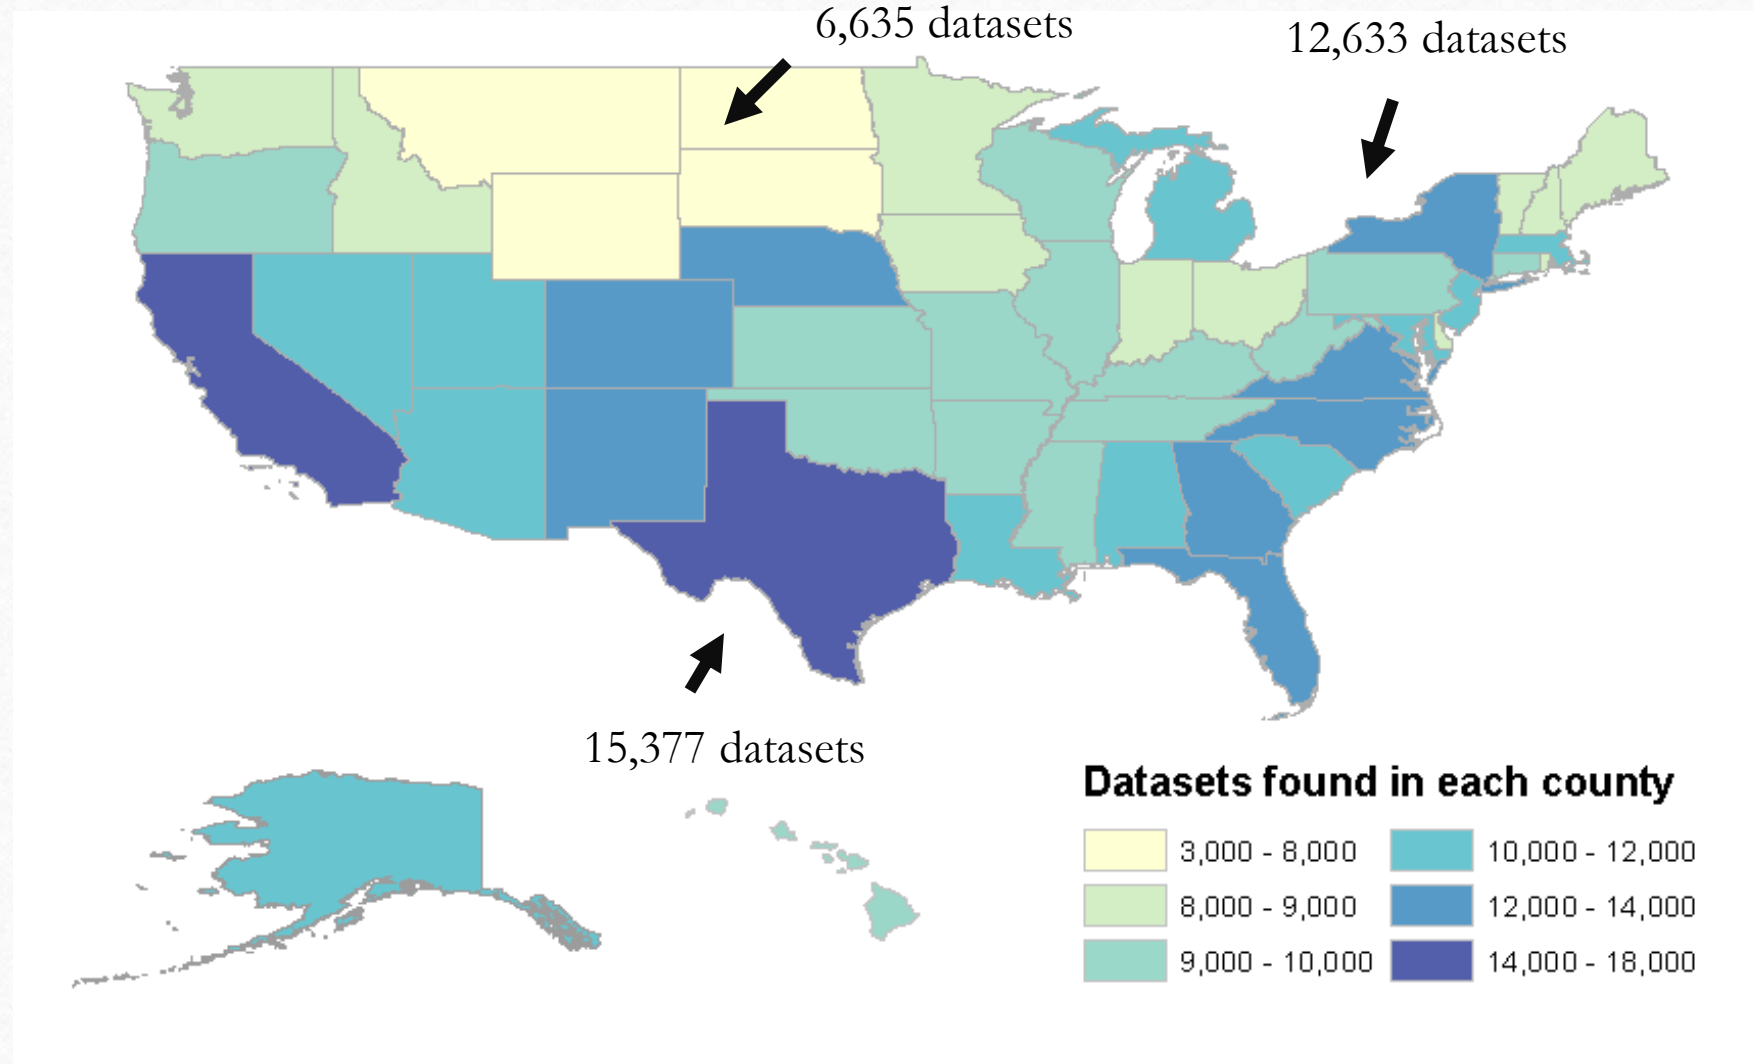 6,635 datasets
12,633 datasets
15,377 datasets
Datasets found in each county
3,000 - 8,000
10,000 - 12,000
8,000 - 9,000
12,000 - 14,000
9,000 - 10,000
14,000 - 18,000